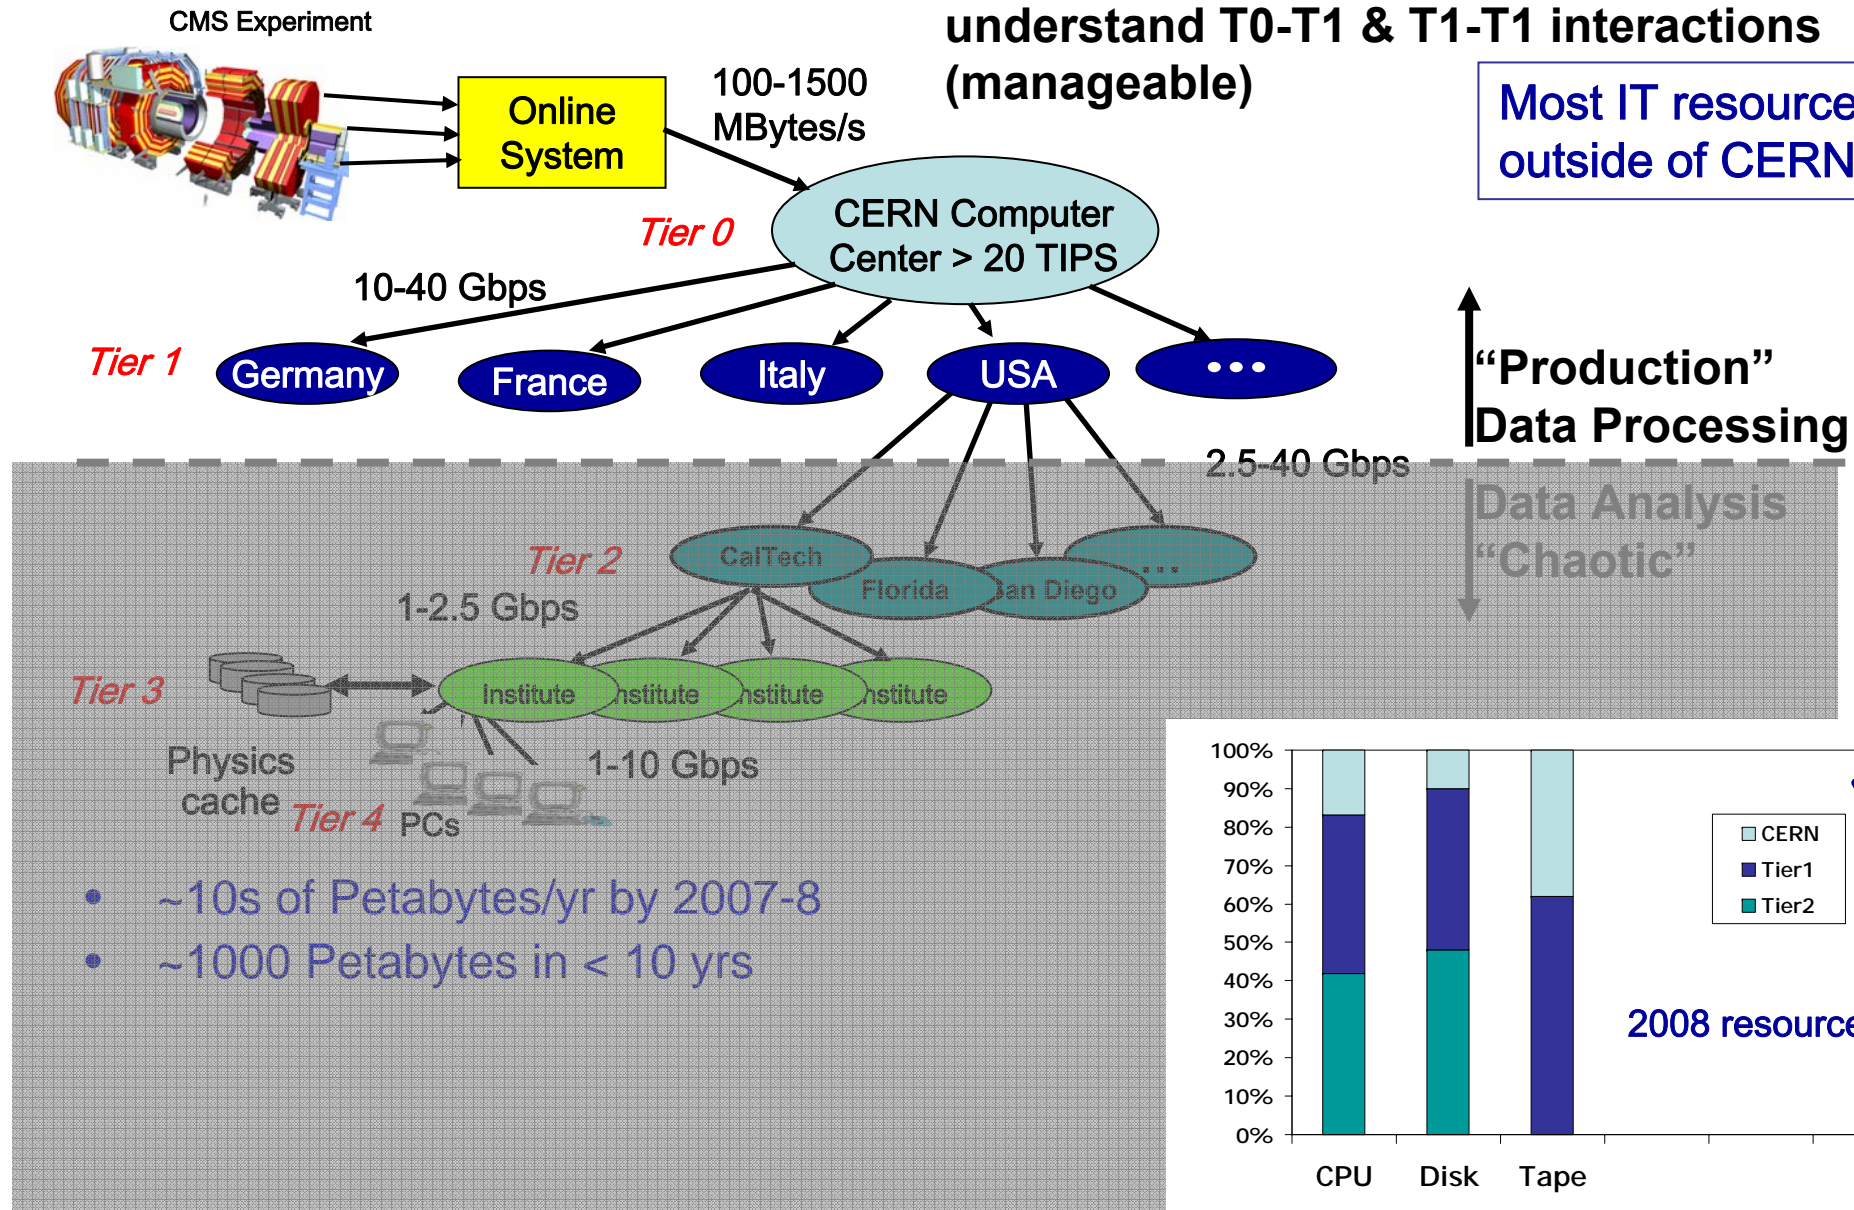 CMS Experiment
understand T0-T1 & T1-T1 interactions
(manageable)
100-1500
MBytes/s
Online
System
Most IT resource
outside of CERN
Tier 0
CERN Computer
Center > 20 TIPS
10-40 Gbps
Tier 1
Germany
France
Italy
USA
•••
“Production”
Data Processing
2.5-40 Gbps
Data Analysis
“Chaotic”
Tier 2
CalTech
Florida
San Diego
...
1-2.5 Gbps
Tier 3
Institute
nstitute
nstitute
nstitute
Physics
cache
1-10 Gbps
Tier 4
PCs
• ~10s of Petabytes/yr by 2007-8
• ~1000 Petabytes in < 10 yrs
100%
90%
80%
70%
60%
50%
40%
30%
20%
10%
0%
CPU
Disk
Tape
CERN
Tier1
Tier2
2008 resource